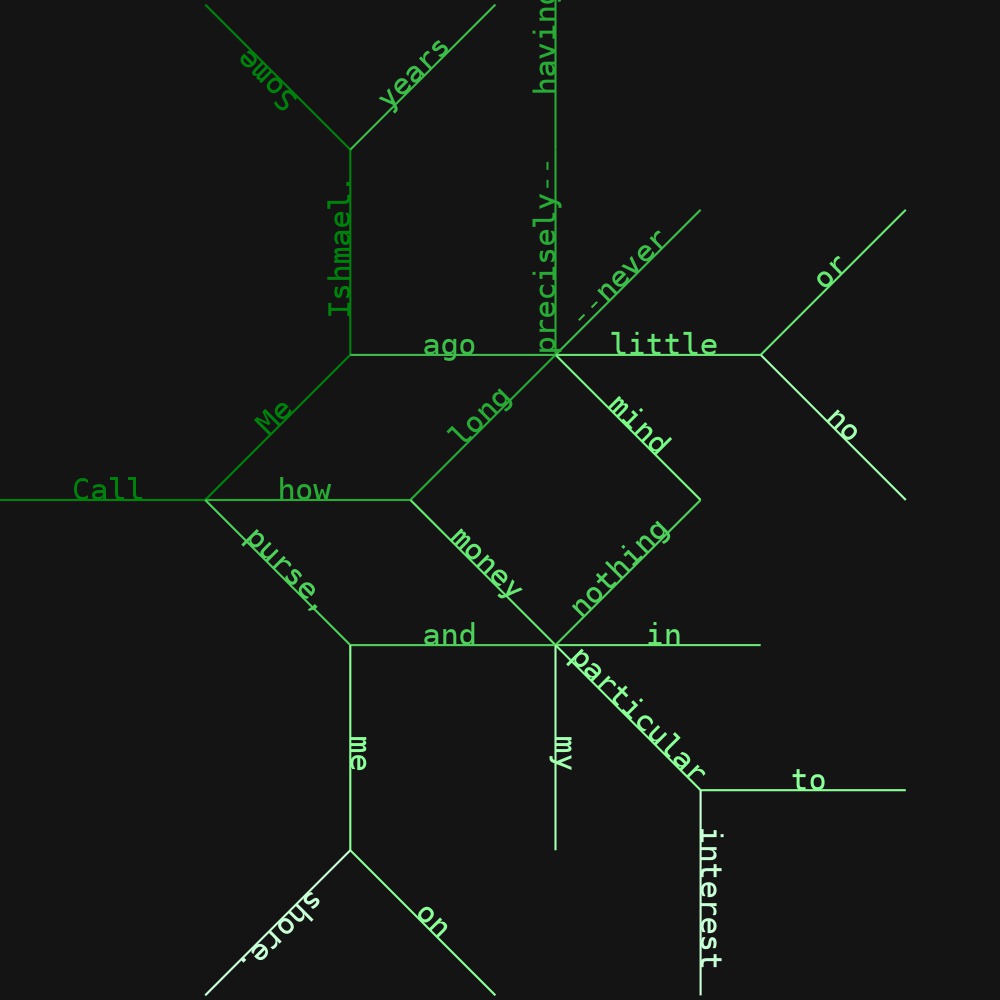 Call
Me
Ishmael.
Some
years
ago
--never
mind
how
long
precisely--
having
little
or
no
money
in
my
purse,
and
nothing
particular
to
interest
me
on
shore.